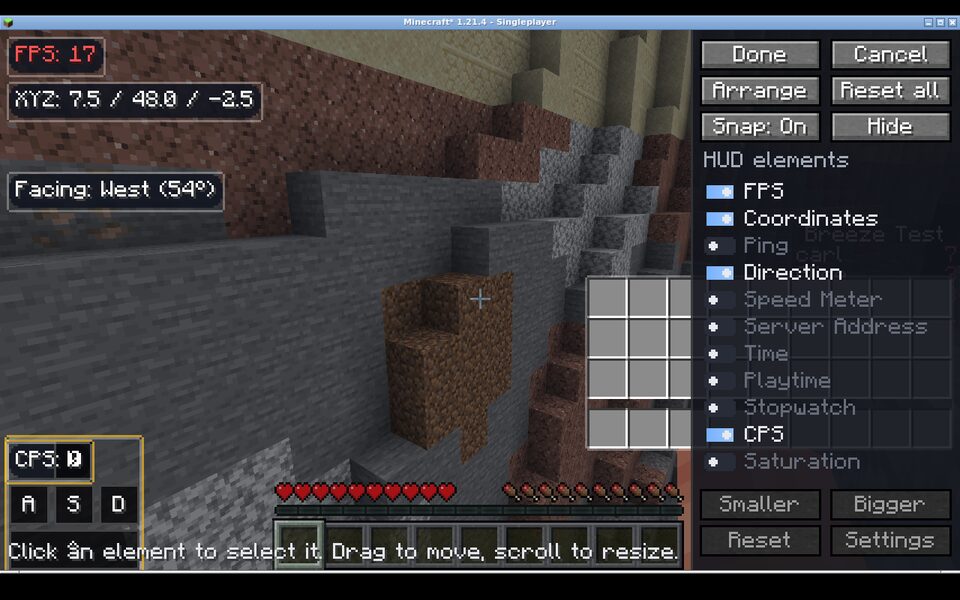 Minecraft* 1.21.4 - Singleplayer
FPS: 17
XYZ: 7.5 / 48.0 / -2.5
Facing: West (54°)
CPS: 0
A S D
Click an element to select it. Drag to move, scroll to resize.
Done Cancel
Arrange Reset all
Snap: On Hide
HUD elements
FPS
Coordinates
Ping
Direction
Speed Meter
Server Address
Time
Playtime
Stopwatch
CPS
Saturation
Breeze Test
carl
Smaller Bigger
Reset Settings